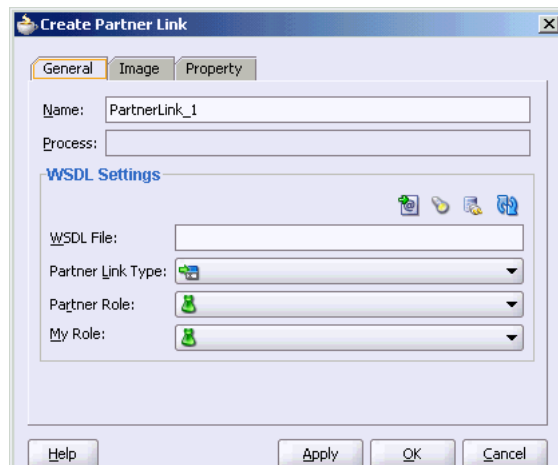 Create Partner Link
General Image Property
Name: PartnerLink_1
Process:
WSDL Settings
WSDL File:
Partner Link Type:
Partner Role:
My Role:
Help Apply OK Cancel